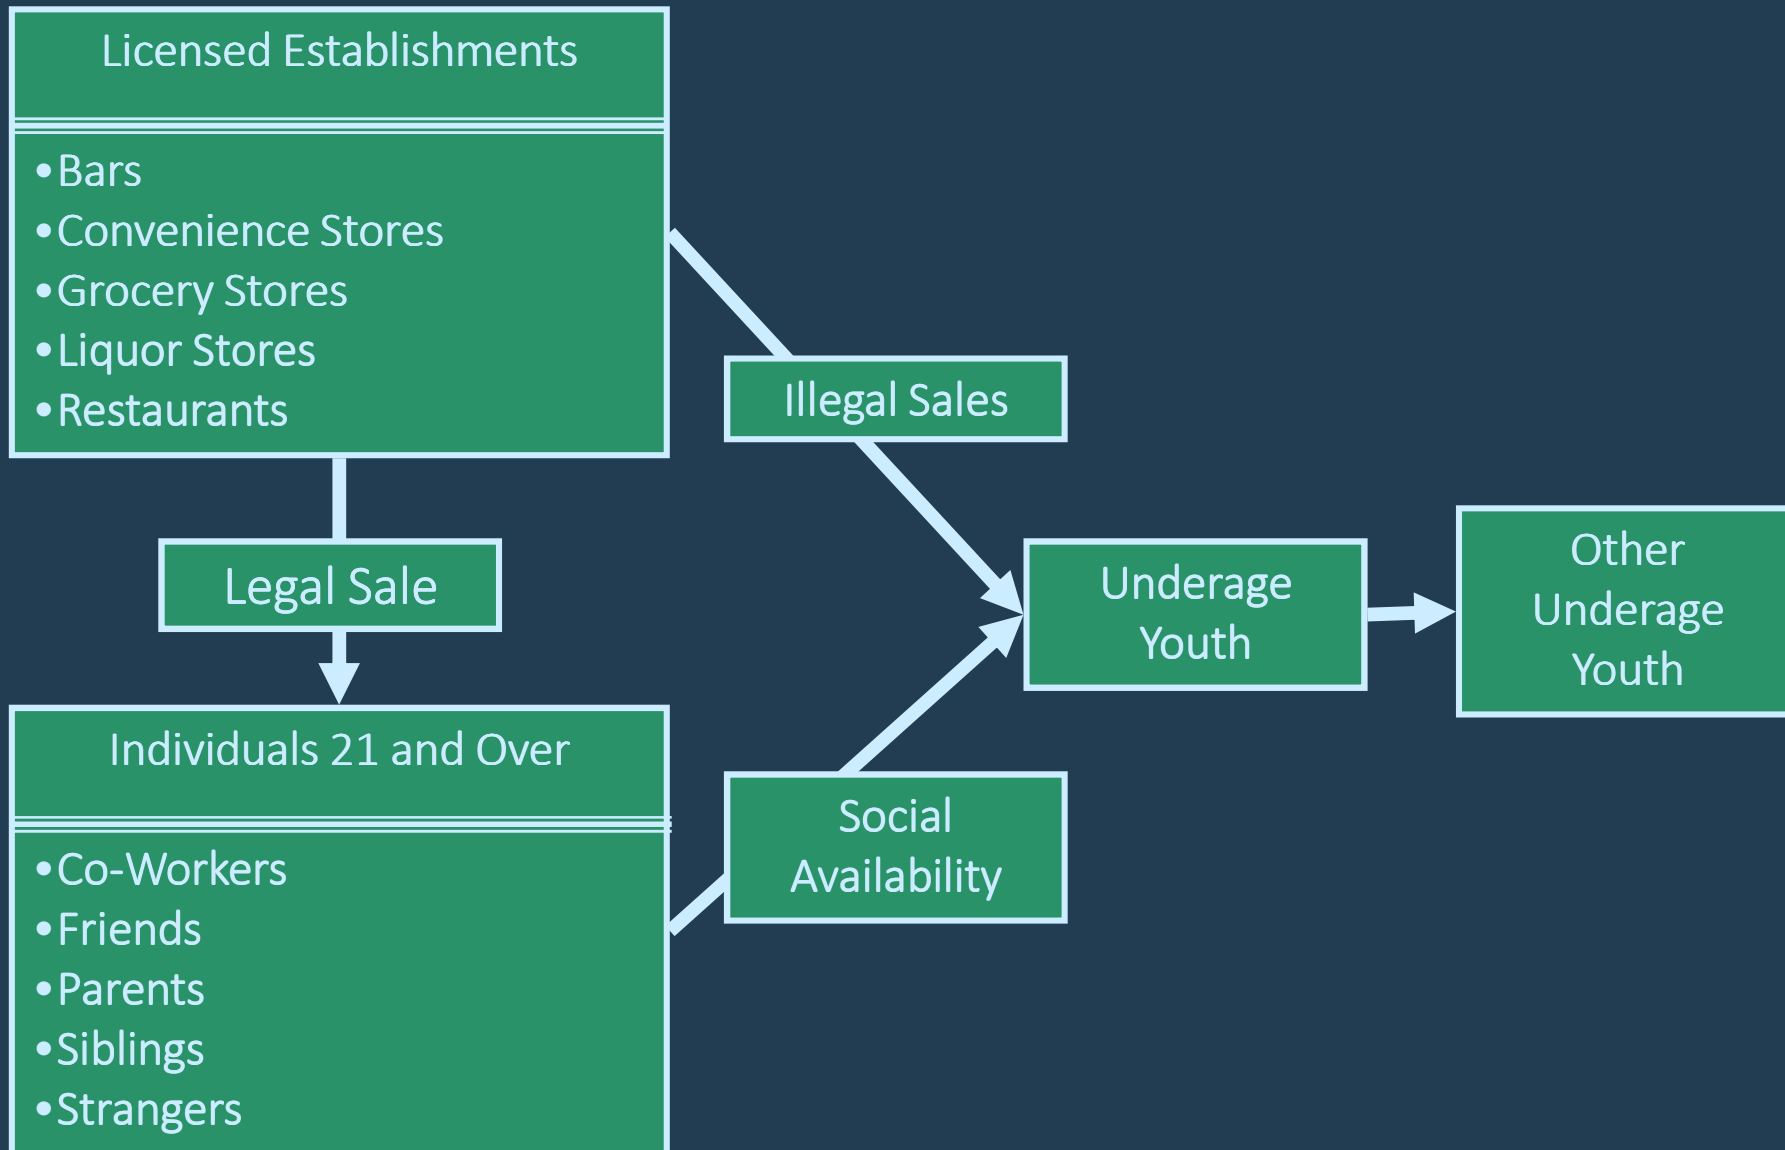 Licensed Establishments
•Bars
•Convenience Stores
•Grocery Stores
•Liquor Stores
•Restaurants
Illegal Sales
Legal Sale
Underage
Youth
Other
Underage
Youth
Individuals 21 and Over
•Co-Workers
•Friends
•Parents
•Siblings
•Strangers
Social
Availability